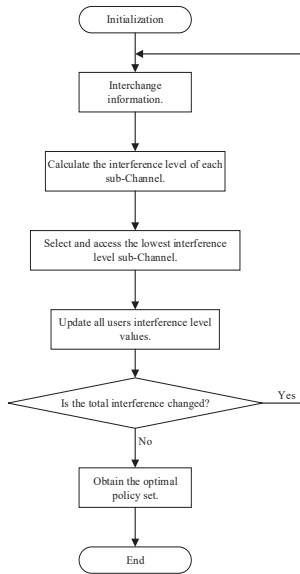 Initialization
Interchange
information.
Calculate the interference level of each
sub-Channel.
Select and access the lowest interference
level sub-Channel.
Update all users interference level
values.
Is the total interference changed?
Yes
No
Obtain the optimal
policy set.
End